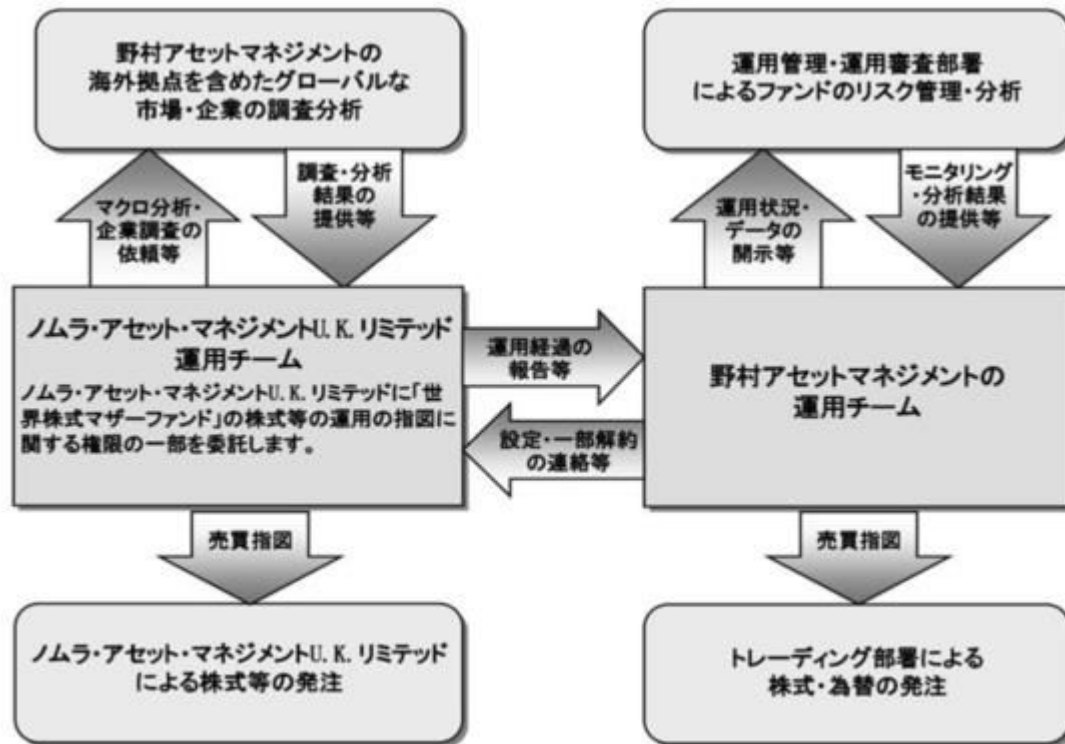 野村アセットマネジメントの
海外拠点を含めたグローバルな
市場・企業の調査分析
運用管理・運用審査部署
によるファンドのリスク管理・分析
マクロ分析・
企業調査の
依頼等
調査・分析
結果の
提供等
運用状況・
データの
開示等
モニタリング
・分析結果
の提供等
ノムラ・アセット・マネジメントU.K.リミテッド
運用チーム
ノムラ・アセット・マネジメントU.K.リミテッドに「世
界株式マザーファンド」の株式等の運用の指図に
関する権限の一部を委託します。
運用経過の
報告等
設定・一部解約
の連絡等
野村アセットマネジメントの
運用チーム
売買指図
売買指図
ノムラ・アセット・マネジメントU.K.リミテッド
による株式等の発注
トレーディング部署による
株式・為替の発注